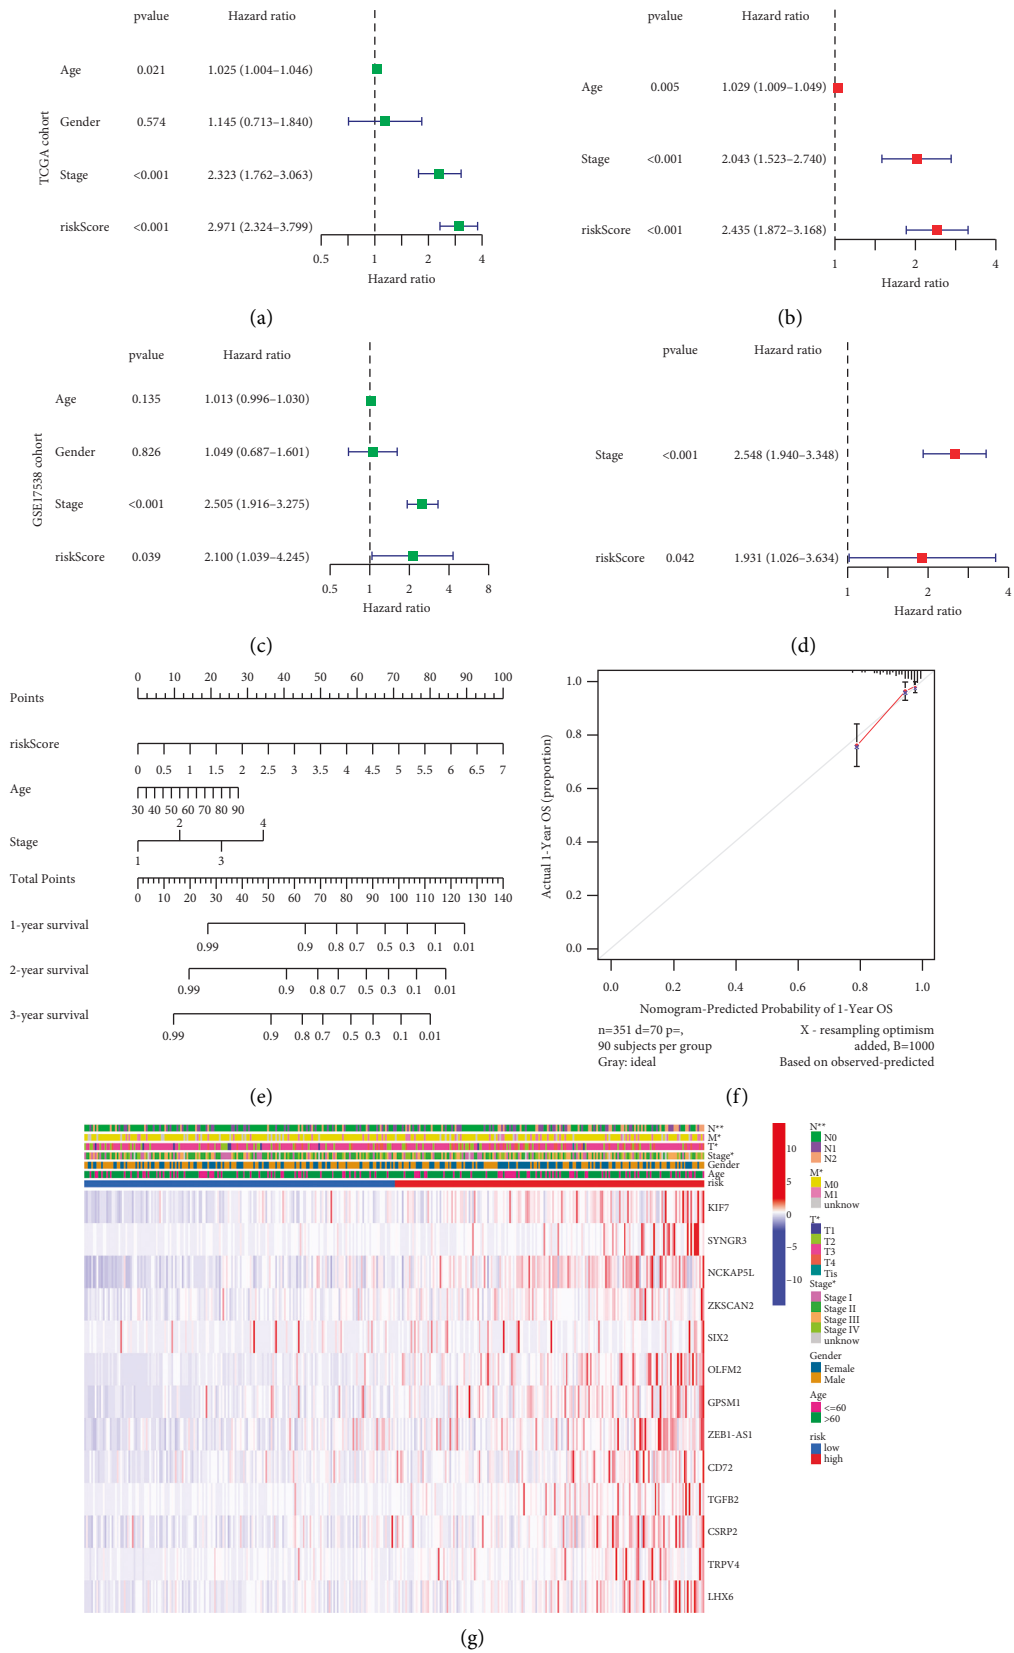 pvalue Hazard ratio
Age 0.021 1.025 (1.004–1.046)
Gender 0.574 1.145 (0.713–1.840)
Stage <0.001 2.323 (1.762–3.063)
riskScore <0.001 2.971 (2.324–3.799)
TCGA cohort
0.5 1 2 4
Hazard ratio
(a)
pvalue Hazard ratio
Age 0.005 1.029 (1.009–1.049)
Stage <0.001 2.043 (1.523–2.740)
riskScore <0.001 2.435 (1.872–3.168)
1 2 4
Hazard ratio
(b)
pvalue Hazard ratio
Age 0.135 1.013 (0.996–1.030)
Gender 0.826 1.049 (0.687–1.601)
Stage <0.001 2.505 (1.916–3.275)
riskScore 0.039 2.100 (1.039–4.245)
GSE17538 cohort
0.5 1 2 4 8
Hazard ratio
(c)
pvalue Hazard ratio
Stage <0.001 2.548 (1.940–3.348)
riskScore 0.042 1.931 (1.026–3.634)
1 2 4
Hazard ratio
(d)
0 10 20 30 40 50 60 70 80 90 100
Points
riskScore
0 0.5 1 1.5 2 2.5 3 3.5 4 4.5 5 5.5 6 6.5 7
Age
30 40 50 60 70 80 90
2 4
Stage
1 3
Total Points
0 10 20 30 40 50 60 70 80 90 100 110 120 130 140
1-year survival
0.99 0.9 0.8 0.7 0.5 0.3 0.1 0.01
2-year survival
0.99 0.9 0.8 0.7 0.5 0.3 0.1 0.01
3-year survival
0.99 0.9 0.8 0.7 0.5 0.3 0.1 0.01
(e)
Actual 1-Year OS (proportion)
1.0
0.8
0.6
0.4
0.2
0.0
0.0 0.2 0.4 0.6 0.8 1.0
Nomogram-Predicted Probability of 1-Year OS
n=351 d=70 p=,
90 subjects per group
Gray: ideal
X - resampling optimism
added, B=1000
Based on observed-predicted
(f)
N**
M*
T*
Stage*
Gender
Age
risk
KIF7
SYNGR3
NCKAP5L
ZKSCAN2
SIX2
OLFM2
GPSM1
ZEB1-AS1
CD72
TGFB2
CSRP2
TRPV4
LHX6
10
5
0
−5
−10
N**
N0
N1
N2
M*
M0
M1
unknow
T*
T1
T2
T3
T4
Tis
Stage*
Stage I
Stage II
Stage III
Stage IV
unknow
Gender
Female
Male
Age
<=60
>60
risk
low
high
(g)